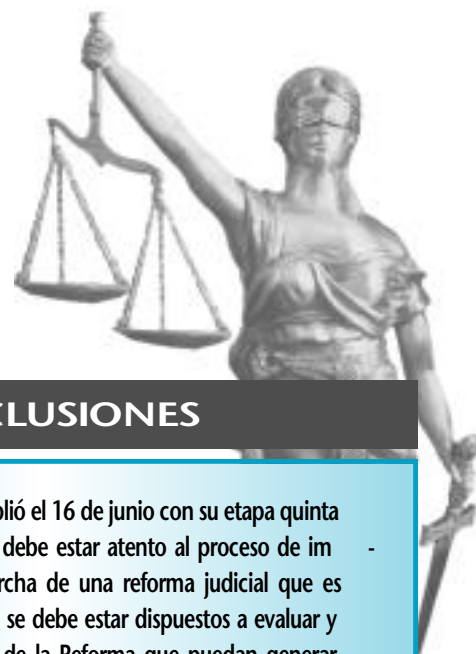 CLUSIONES
plió el 16 de junio con su etapa quinta
debe estar atento al proceso de im -
rcha de una reforma judicial que es
se debe estar dispuestos a evaluar y
de la Reforma que puedan generar